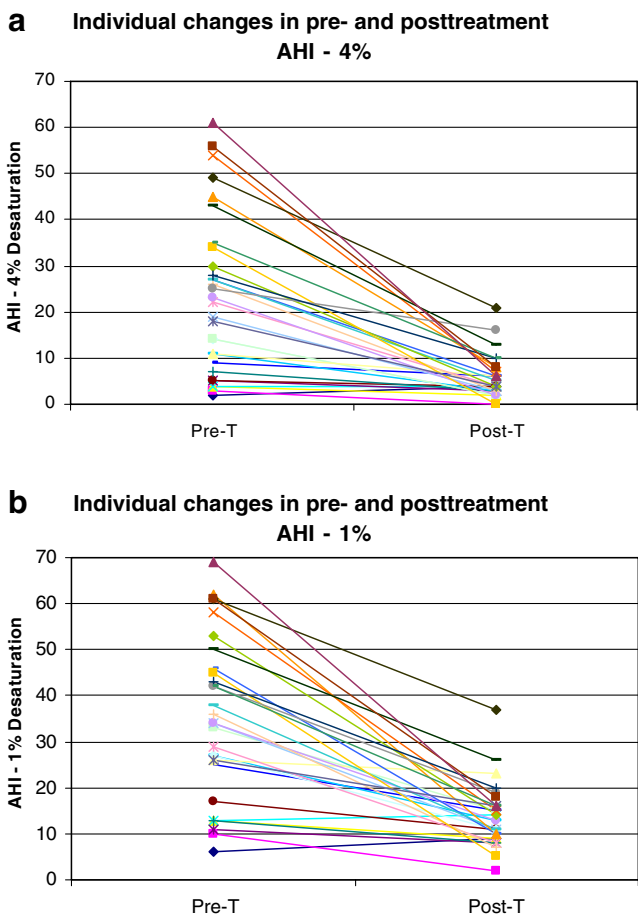 a
Individual changes in pre- and posttreatment
AHI - 4%
70
60
50
40
30
20
10
0
AHI - 4% Desaturation
Pre-T
Post-T
b
Individual changes in pre- and posttreatment
AHI - 1%
70
60
50
40
30
20
10
0
AHI - 1% Desaturation
Pre-T
Post-T